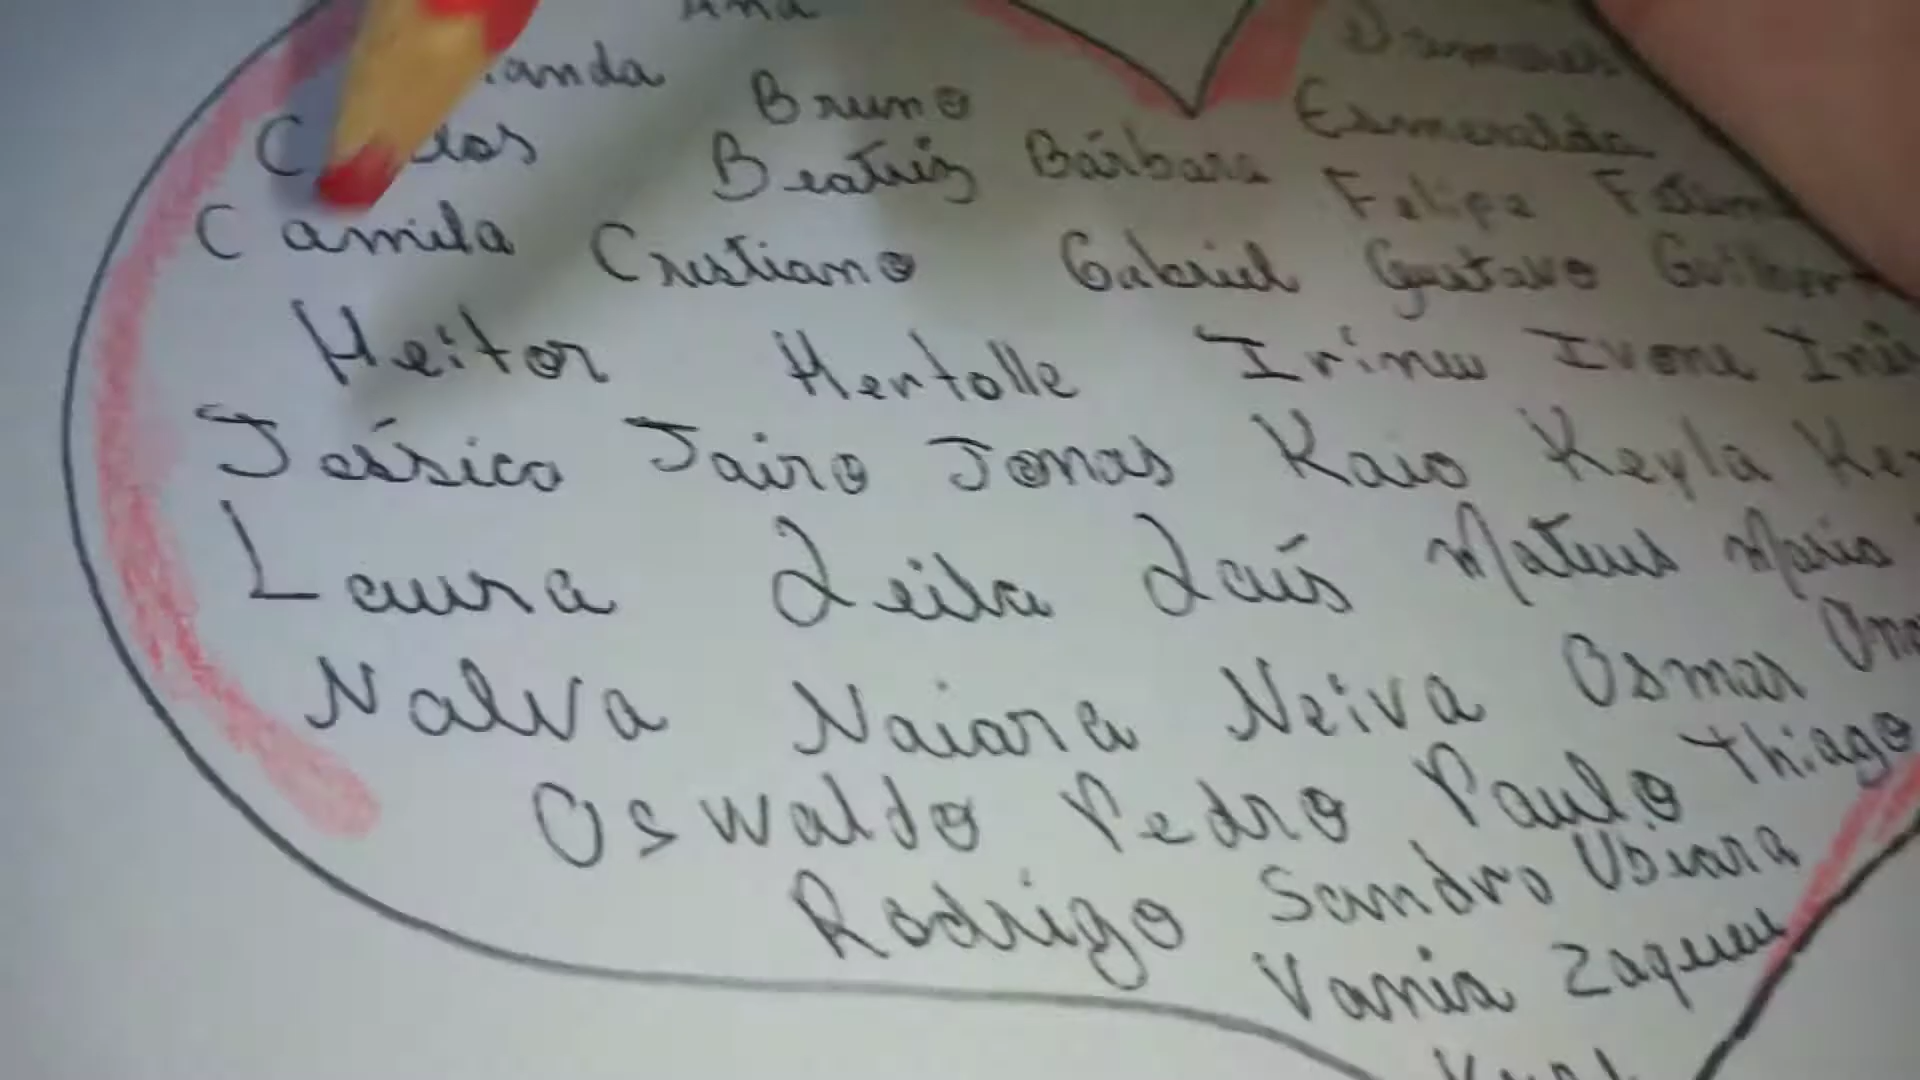 Ana
Bruno
Esmeralda
Camila Beatriz Bárbara Felipe
Cristiano Gabriel Gustavo
Heitor Hertolle Irineu Ivone
Jéssica Jairo Jonas Kaio Keyla
Laura Leila Laís Mateus Maria
Nalva Naiara Neiva Osmar
Oswaldo Pedro Paulo Thiago
Rodrigo Sandro Ubiara
Vania Zaqueu